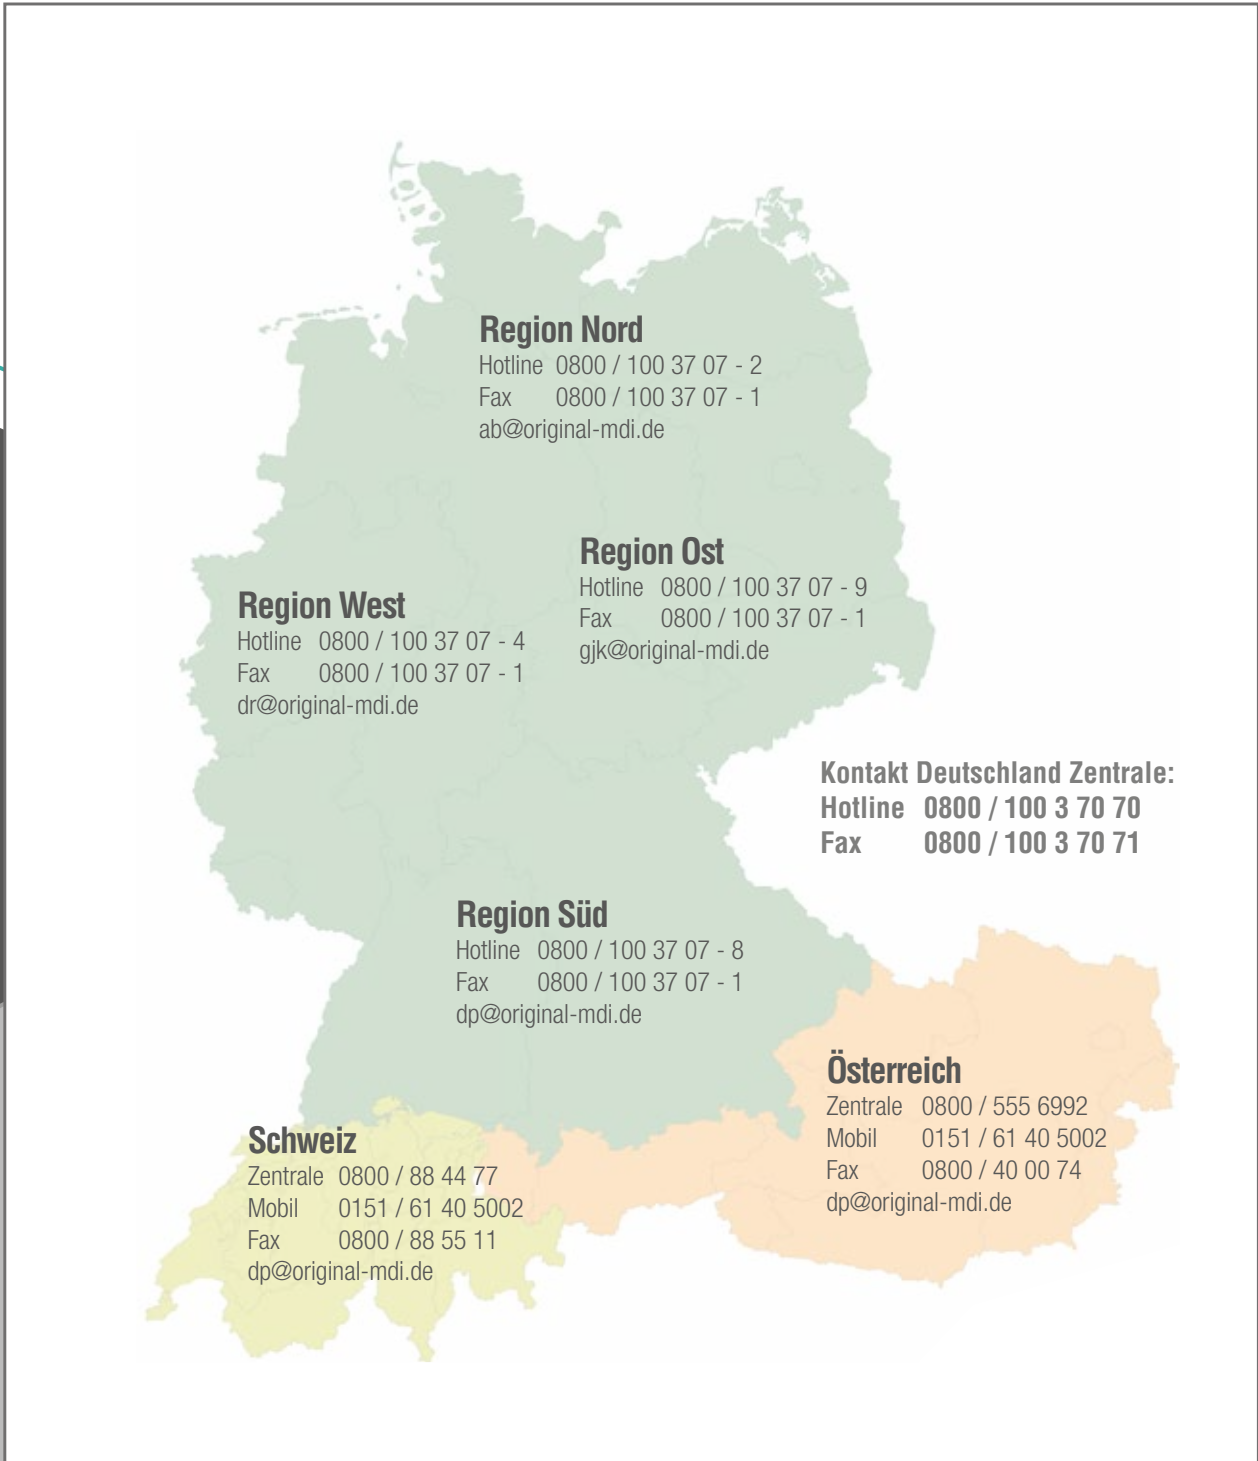 Region Nord
Hotline 0800 / 100 37 07 - 2
Fax 0800 / 100 37 07 - 1
ab@original-mdi.de
Region Ost
Hotline 0800 / 100 37 07 - 9
Fax 0800 / 100 37 07 - 1
gjk@original-mdi.de
Region West
Hotline 0800 / 100 37 07 - 4
Fax 0800 / 100 37 07 - 1
dr@original-mdi.de
Kontakt Deutschland Zentrale:
Hotline 0800 / 100 3 70 70
Fax 0800 / 100 3 70 71
Region Süd
Hotline 0800 / 100 37 07 - 8
Fax 0800 / 100 37 07 - 1
dp@original-mdi.de
Österreich
Zentrale 0800 / 555 6992
Mobil 0151 / 61 40 5002
Fax 0800 / 40 00 74
dp@original-mdi.de
Schweiz
Zentrale 0800 / 88 44 77
Mobil 0151 / 61 40 5002
Fax 0800 / 88 55 11
dp@original-mdi.de